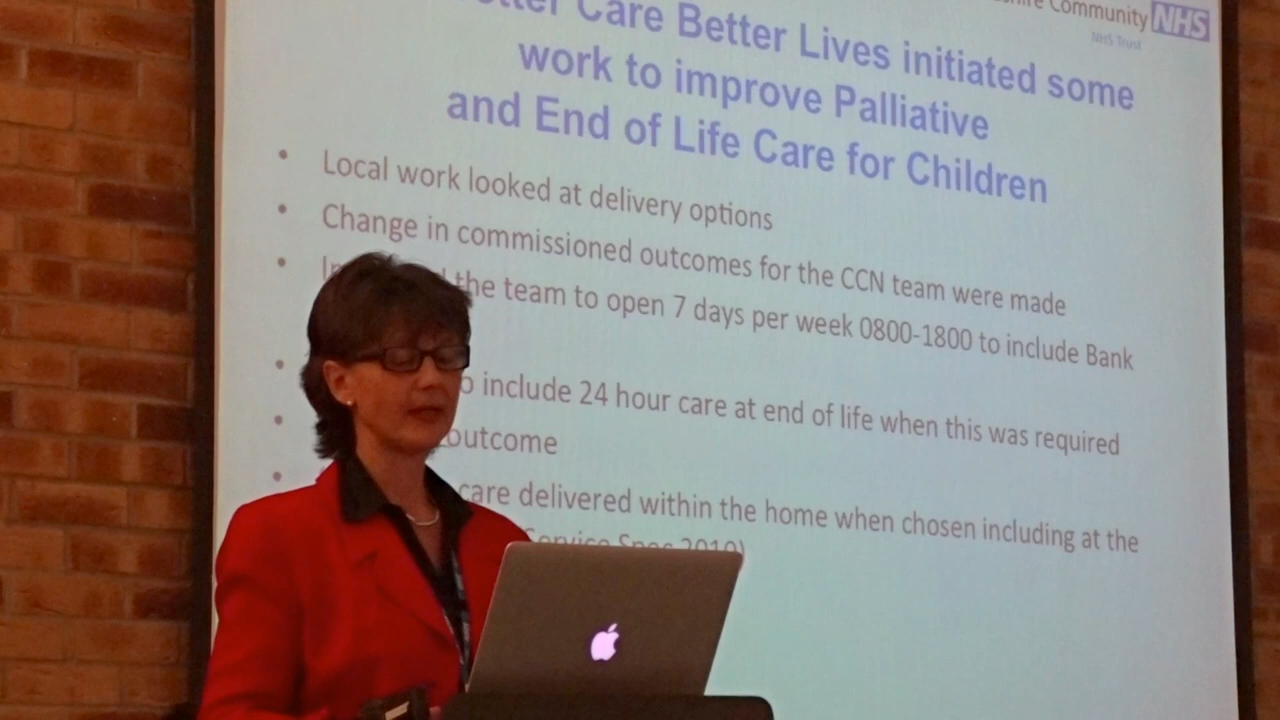 Community NHS
NHS Trust
Care Better Lives initiated some
work to improve Palliative
and End of Life Care for Children
• Local work looked at delivery options
• Change in commissioned outcomes for the CCN team were made
• the team to open 7 days per week 0800-1800 to include Bank
• include 24 hour care at end of life when this was required
• outcome
• care delivered within the home when chosen including at the
Service Spec 2010)